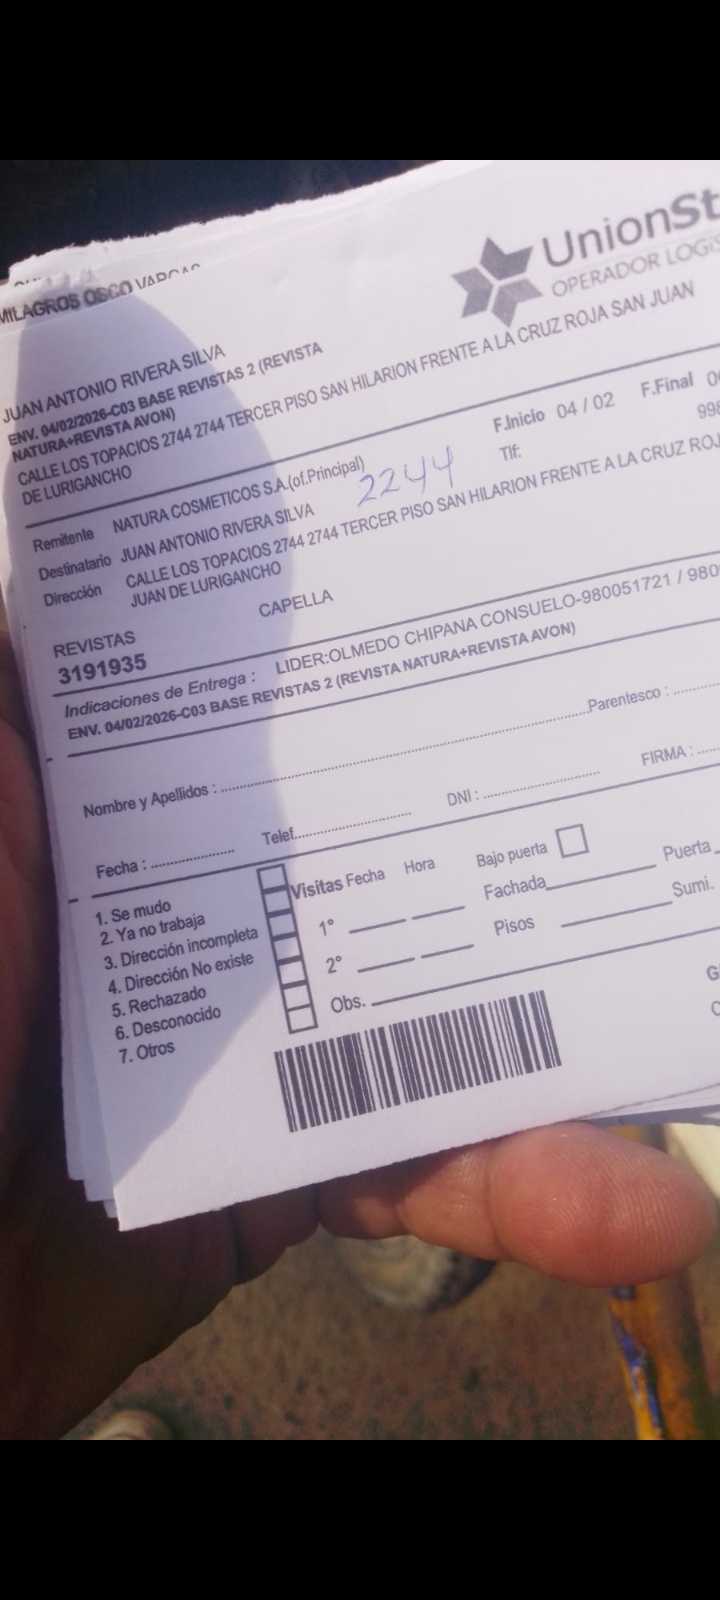 MILAGROS OSCO VARGAS
UnionSt
OPERADOR LOGIS
JUAN ANTONIO RIVERA SILVA
ENV. 04/02/2026-C03 BASE REVISTAS 2 (REVISTA
NATURA+REVISTA AVON)
CALLE LOS TOPACIOS 2744 2744 TERCER PISO SAN HILARION FRENTE A LA CRUZ ROJA SAN JUAN
DE LURIGANCHO
F.Inicio 04 / 02 F.Final
Remitente NATURA COSMETICOS S.A.(of.Principal) 2244 Tlf: 998
Destinatario JUAN ANTONIO RIVERA SILVA
Dirección CALLE LOS TOPACIOS 2744 2744 TERCER PISO SAN HILARION FRENTE A LA CRUZ ROJ
JUAN DE LURIGANCHO
REVISTAS CAPELLA
3191935
Indicaciones de Entrega : LIDER:OLMEDO CHIPANA CONSUELO-980051721 / 980
ENV. 04/02/2026-C03 BASE REVISTAS 2 (REVISTA NATURA+REVISTA AVON)
Nombre y Apellidos : Parentesco :
Fecha : Telef. DNI : FIRMA :
1. Se mudo
2. Ya no trabaja
3. Dirección incompleta
4. Dirección No existe
5. Rechazado
6. Desconocido
7. Otros
Visitas Fecha Hora Bajo puerta
1° Fachada Puerta
2° Pisos Sumi.
Obs.